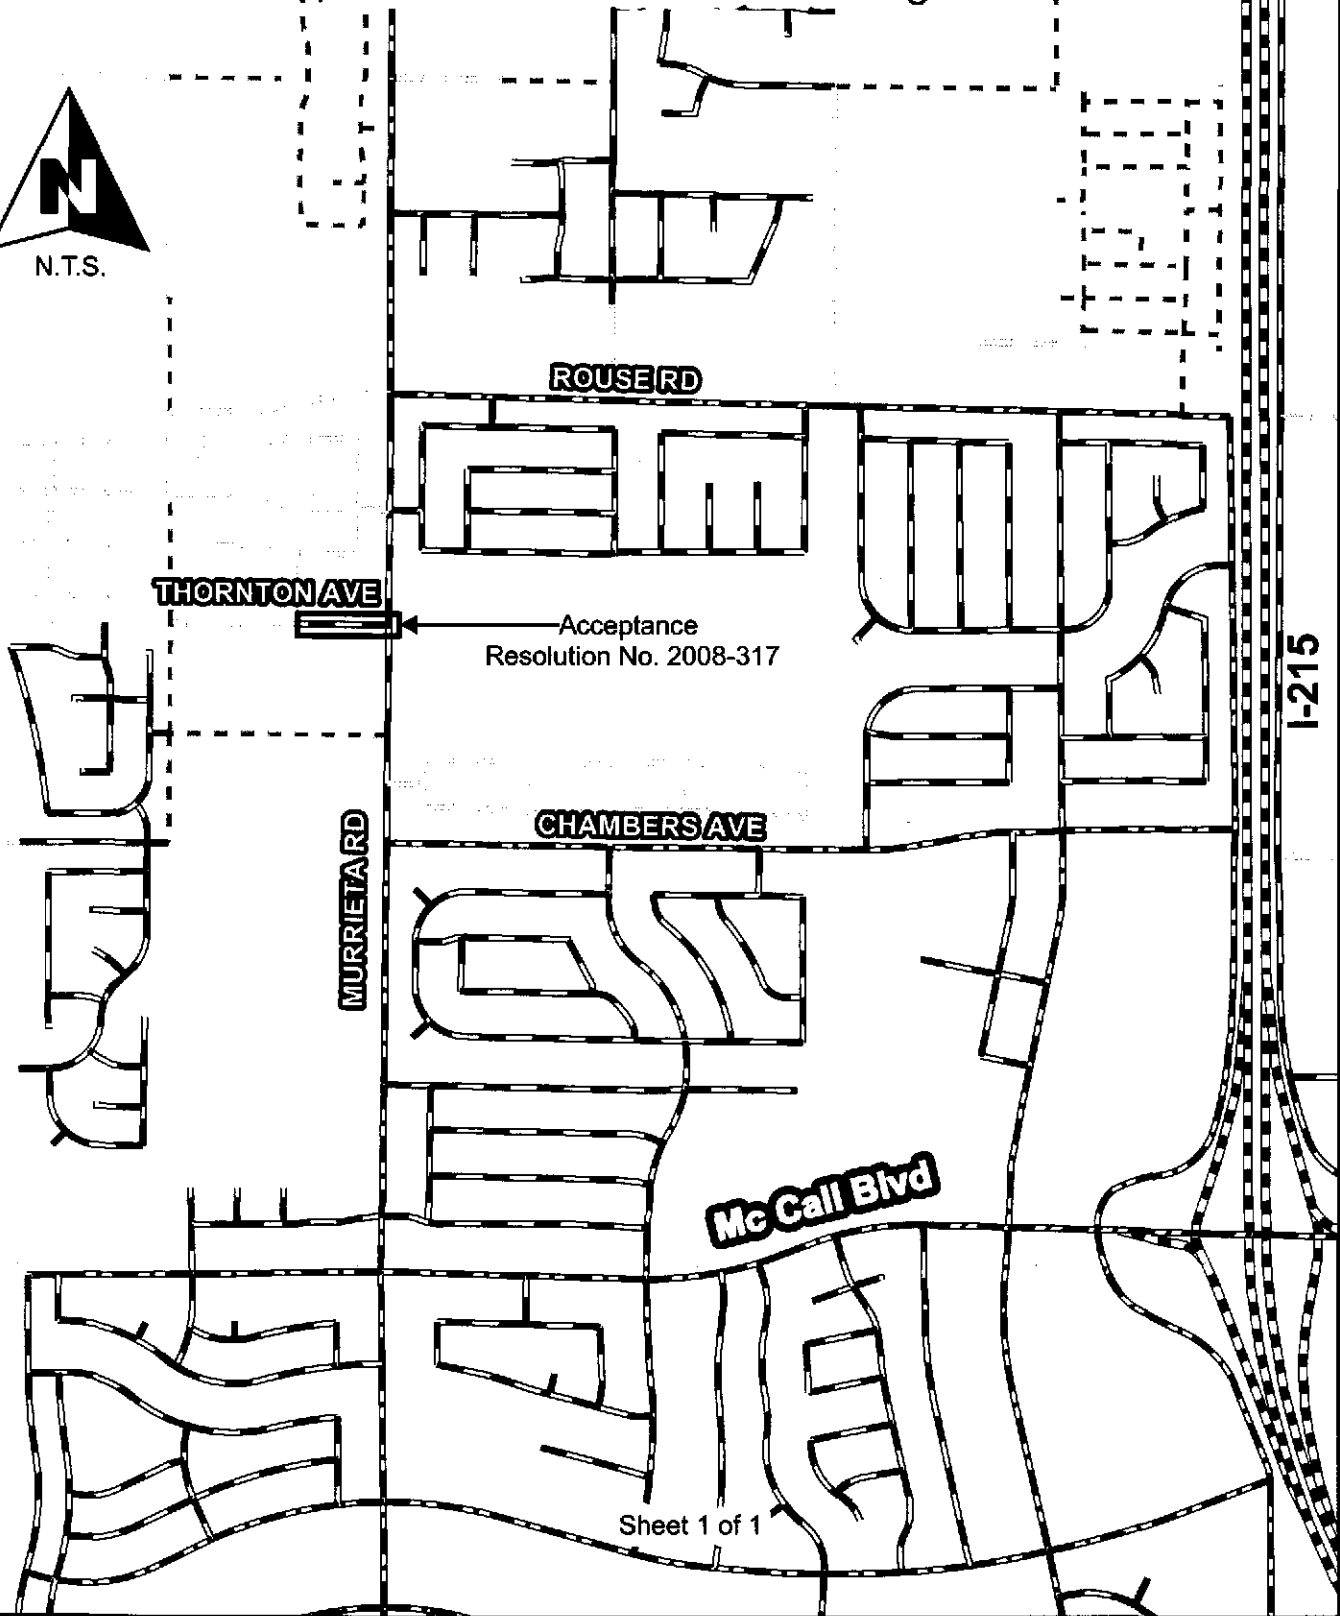 N
N.T.S.
ROUSE RD
THORNTON AVE
Acceptance
Resolution No. 2008-317
I-215
CHAMBERS AVE
MURRIETA RD
Mc Call Blvd
Sheet 1 of 1